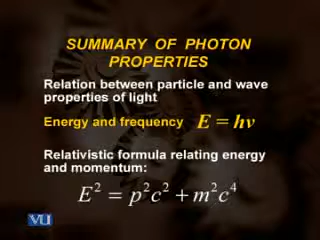 SUMMARY OF PHOTON
PROPERTIES
Relation between particle and wave
properties of light
Energy and frequency E = hν
Relativistic formula relating energy
and momentum:
E² = p²c² + m²c⁴
VU